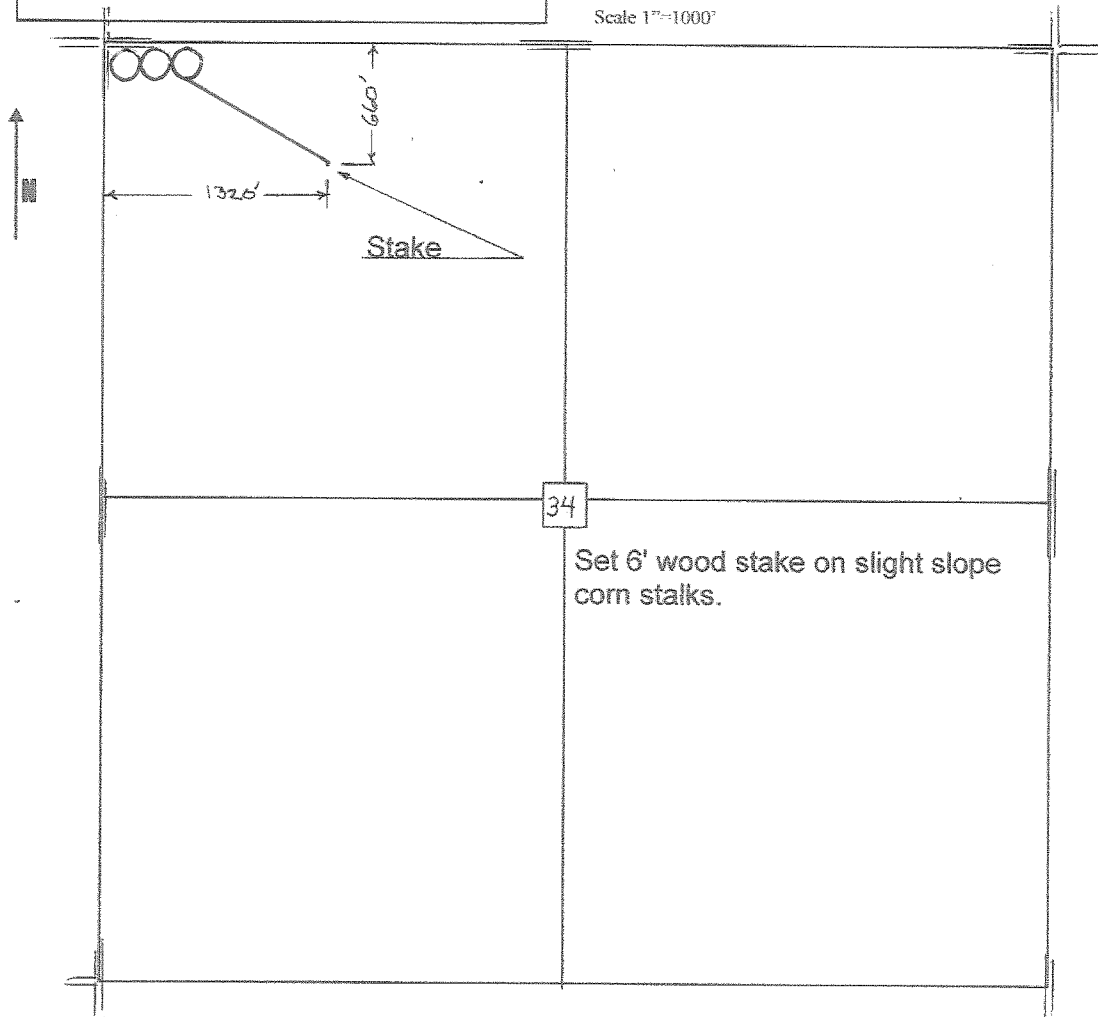 Scale 1"=1000'
660'
1320'
Stake
34
Set 6' wood stake on slight slope
corn stalks.